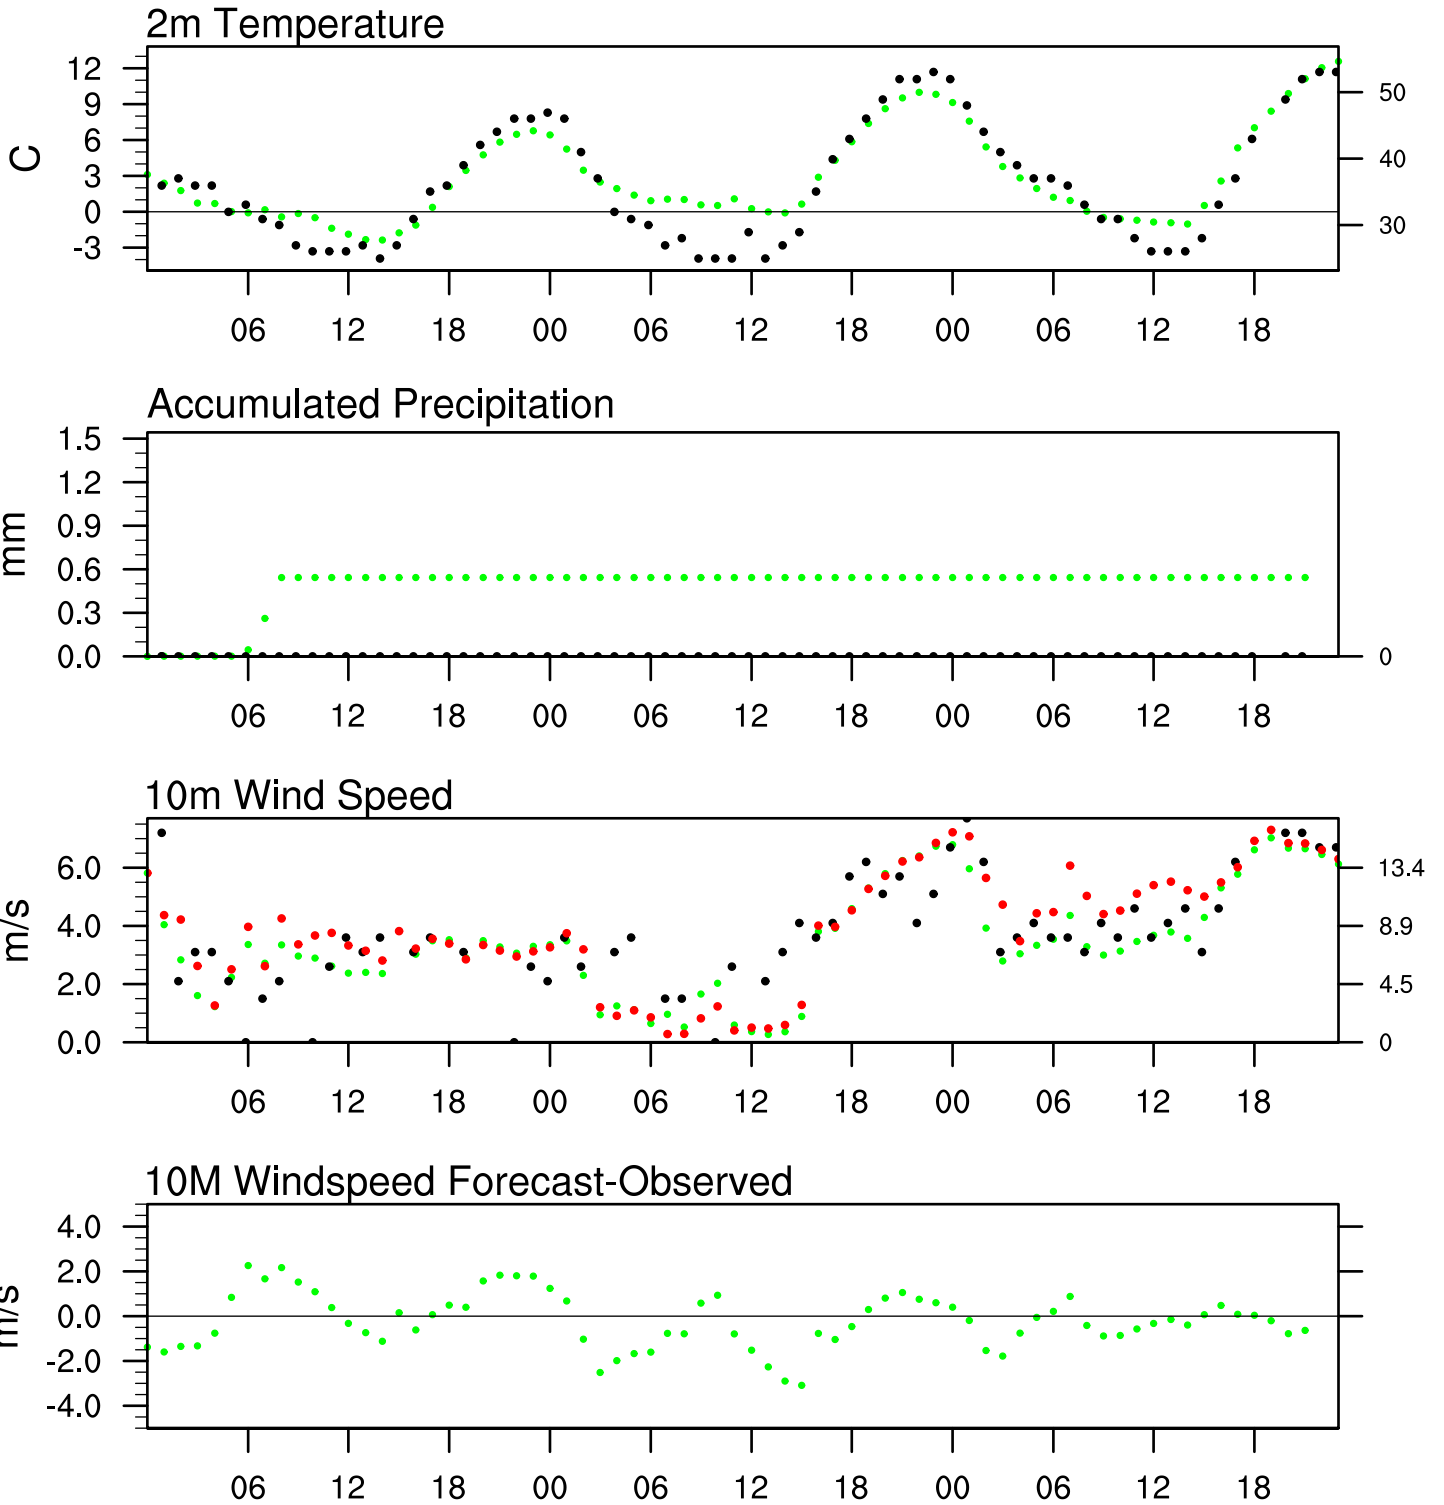 2m Temperature
12
9
6
3
0
-3
C
50
40
30
06 12 18 00 06 12 18 00 06 12 18
Accumulated Precipitation
1.5
1.2
0.9
0.6
0.3
0.0
mm
0
06 12 18 00 06 12 18 00 06 12 18
10m Wind Speed
6.0
4.0
2.0
0.0
m/s
13.4
8.9
4.5
0
06 12 18 00 06 12 18 00 06 12 18
10M Windspeed Forecast-Observed
4.0
2.0
0.0
-2.0
-4.0
m/s
06 12 18 00 06 12 18 00 06 12 18